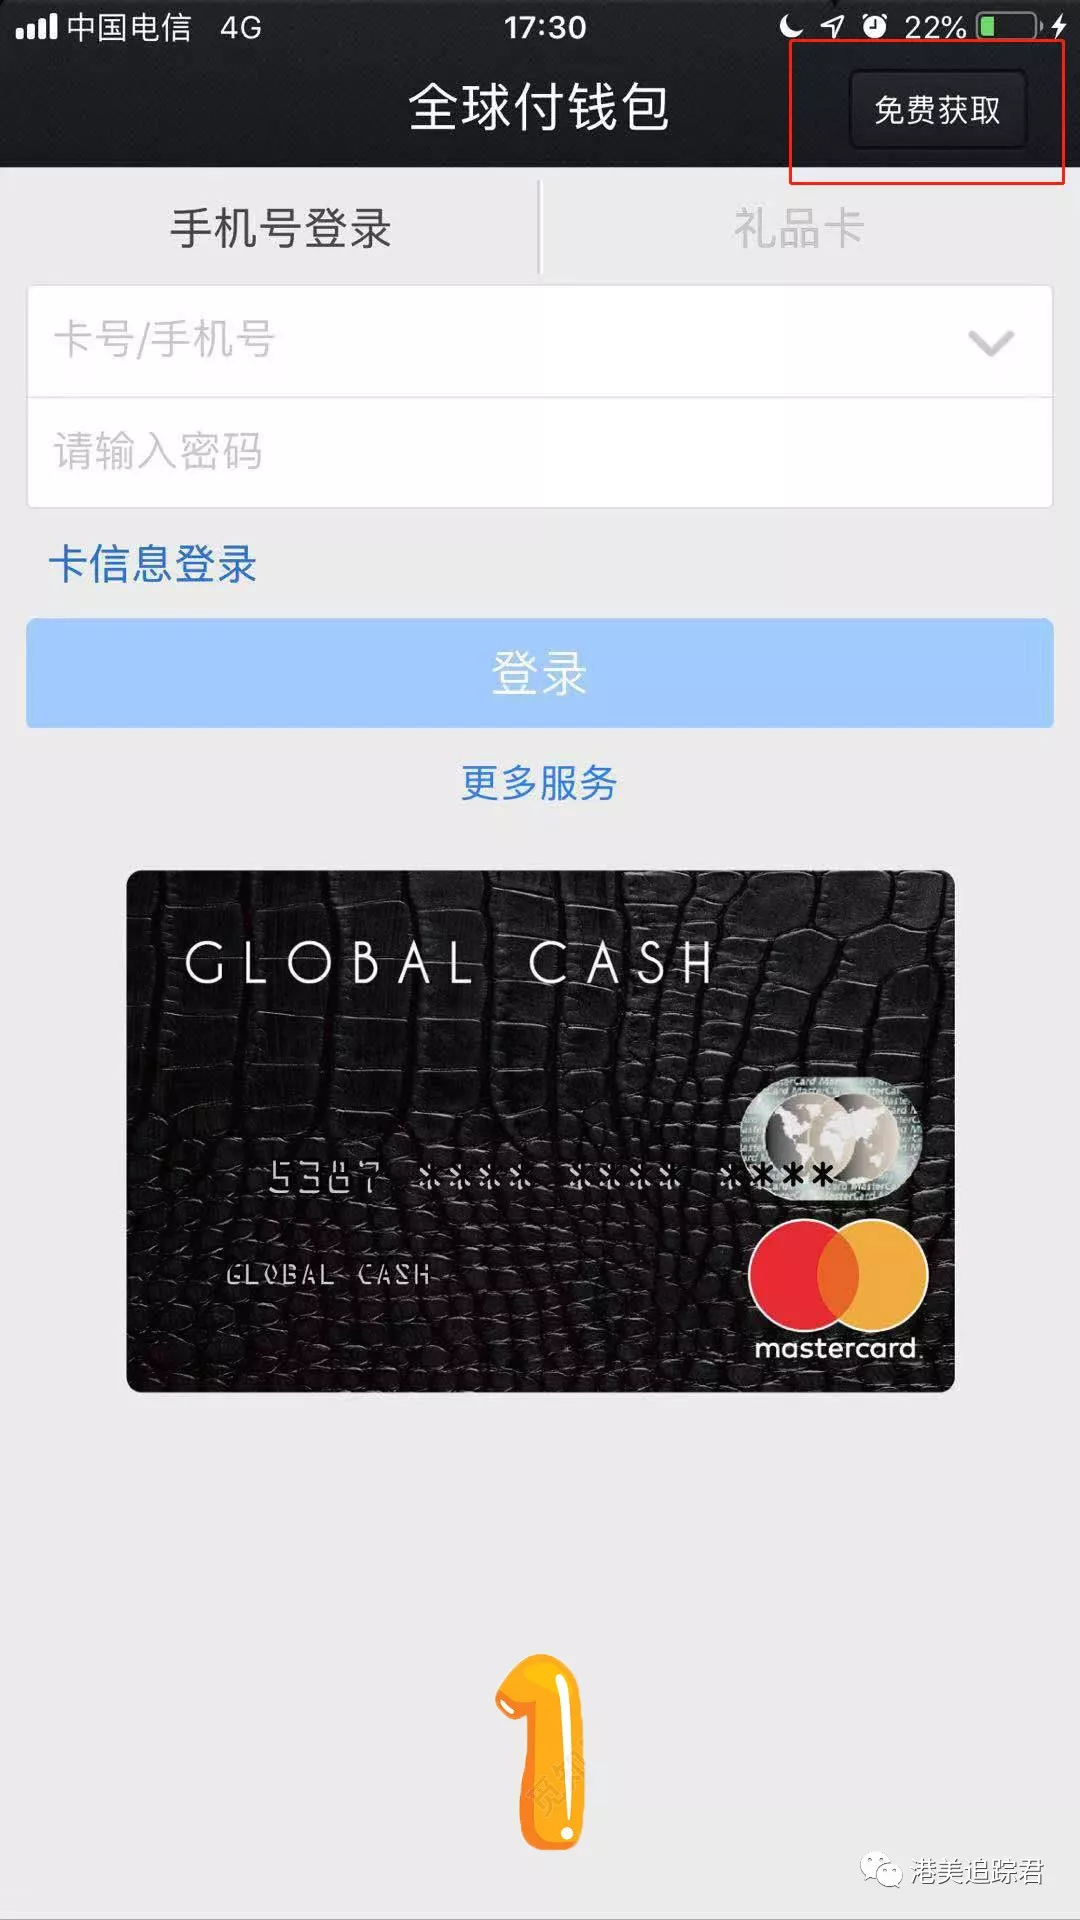 中国电信 4G 17:30 22%
全球付钱包 免费获取
手机号登录 礼品卡
卡号/手机号
请输入密码
卡信息登录
登录
更多服务
GLOBAL CASH
5387 **** **** ****
GLOBAL CASH
mastercard.
1
港美追踪君